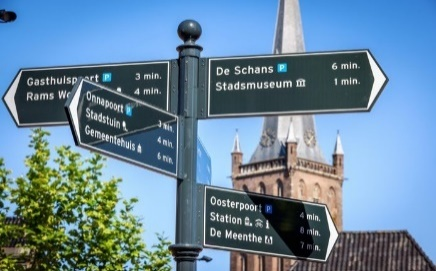 Gasthuispoort P 3 min.
Rams Wo 4 min.
Onnapoort P 3 min.
Stadstuin 4 min.
Gemeentehuis 6 min.
De Schans P 6 min.
Stadsmuseum 1 min.
Oosterpoort P 4 min.
Station 8 min.
De Meenthe 7 min.